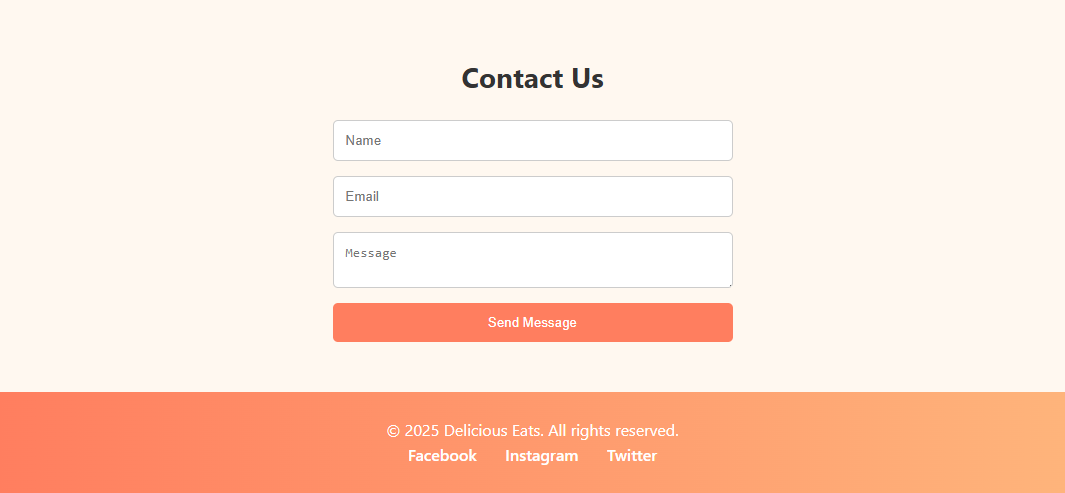 Contact Us
Name
Email
Message
Send Message
© 2025 Delicious Eats. All rights reserved.
Facebook Instagram Twitter